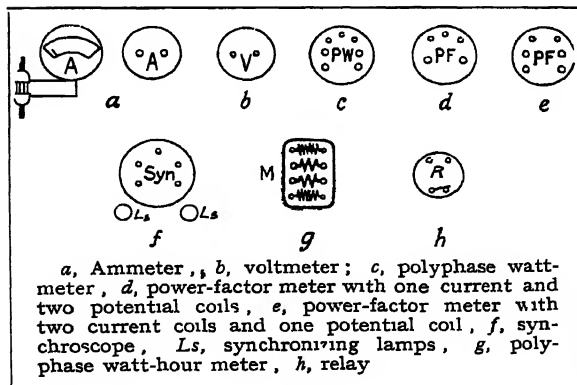 A A V PW PF PF
a b c d e
Syn M R
Ls Ls
f g h
a, Ammeter , b, voltmeter ; c, polyphase watt-
meter , d, power-factor meter with one current and
two potential coils , e, power-factor meter with
two current coils and one potential coil , f, syn-
chroscope , Ls, synchronizing lamps , g, poly-
phase watt-hour meter , h, relay